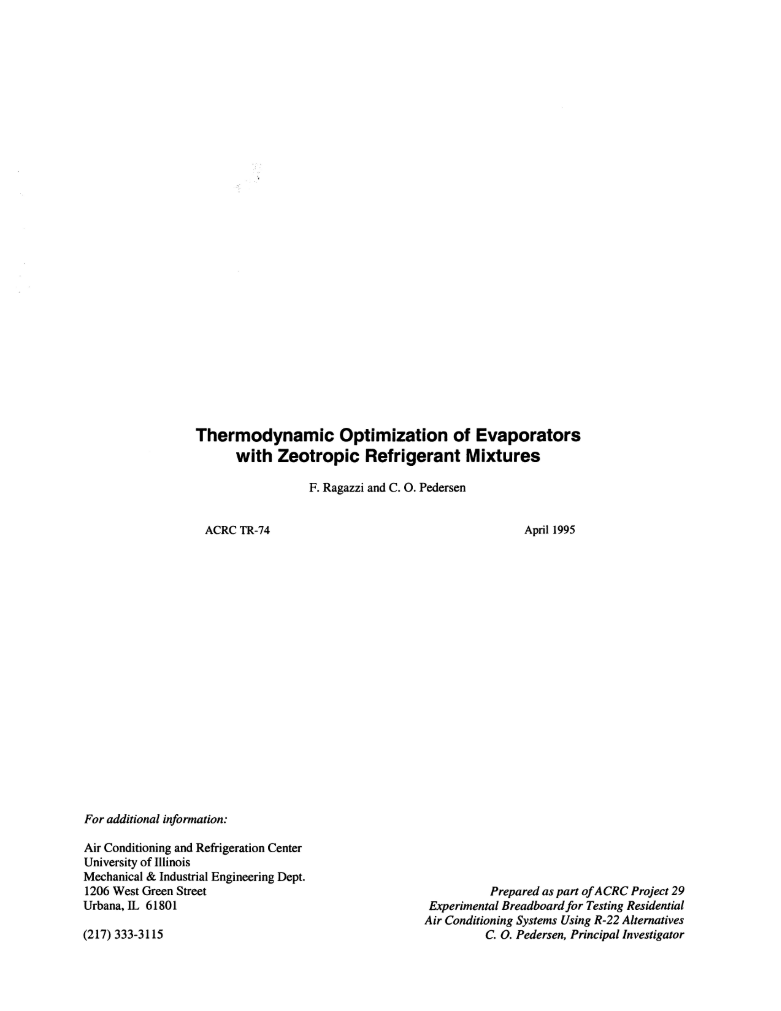 Thermodynamic Optimization of Evaporators
with Zeotropic Refrigerant Mixtures
F. Ragazzi and C. O. Pedersen
ACRC TR-74 April 1995
For additional information:
Air Conditioning and Refrigeration Center
University of Illinois
Mechanical & Industrial Engineering Dept.
1206 West Green Street
Urbana, IL 61801
(217) 333-3115
Prepared as part of ACRC Project 29
Experimental Breadboard for Testing Residential
Air Conditioning Systems Using R-22 Alternatives
C. O. Pedersen, Principal Investigator